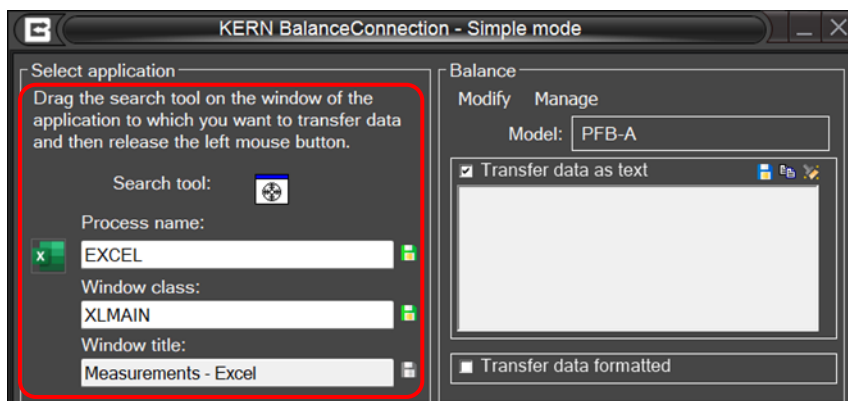 KERN BalanceConnection - Simple mode
Select application
Drag the search tool on the window of the
application to which you want to transfer data
and then release the left mouse button.
Search tool:
Process name:
EXCEL
Window class:
XLMAIN
Window title:
Measurements - Excel
Balance
Modify Manage
Model: PFB-A
Transfer data as text
Transfer data formatted